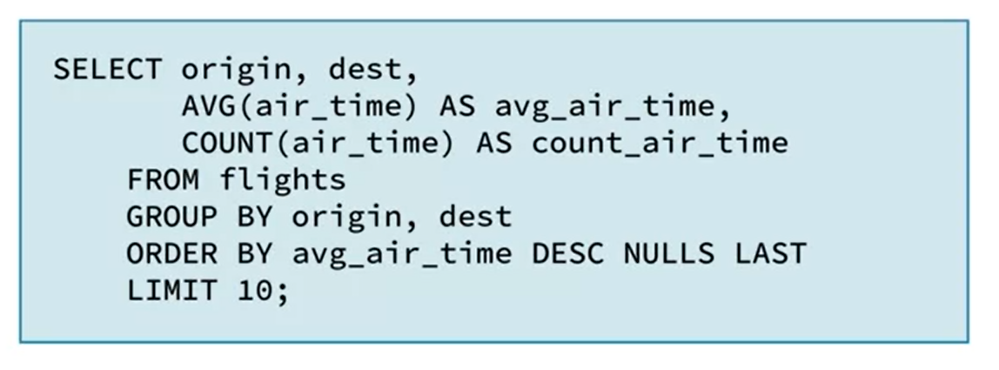 SELECT origin, dest,
       AVG(air_time) AS avg_air_time,
       COUNT(air_time) AS count_air_time
    FROM flights
    GROUP BY origin, dest
    ORDER BY avg_air_time DESC NULLS LAST
    LIMIT 10;